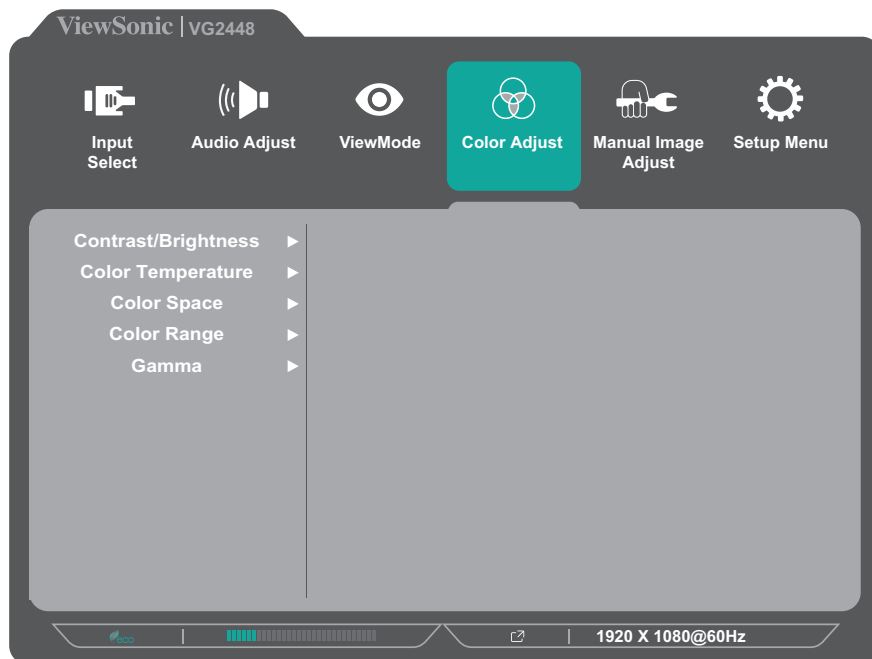 ViewSonic | VG2448
Input Select
Audio Adjust
ViewMode
Color Adjust
Manual Image Adjust
Setup Menu
Contrast/Brightness
Color Temperature
Color Space
Color Range
Gamma
eco
1920 X 1080@60Hz